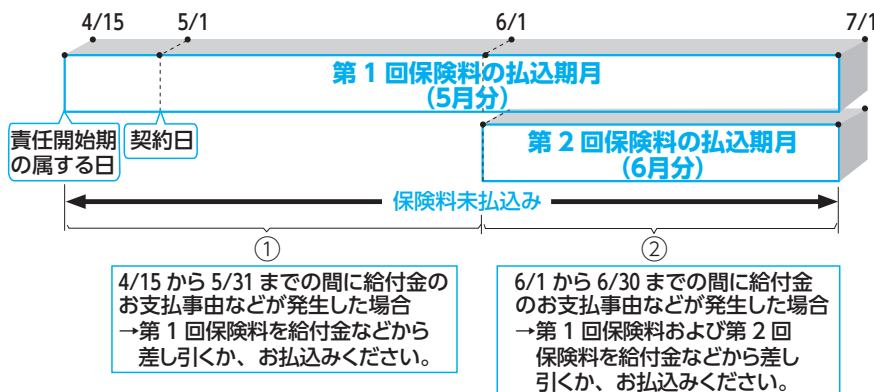 4/15 5/1 6/1 7/1
第1回保険料の払込期月
(5月分)
責任開始期
の属する日
契約日
第2回保険料の払込期月
(6月分)
保険料未払込み
① ②
4/15 から 5/31 までの間に給付金の
お支払事由などが発生した場合
→第1回保険料を給付金などから
差し引くか、お払込みください。
6/1 から 6/30 までの間に給付金
のお支払事由などが発生した場合
→第1回保険料および第2回
保険料を給付金などから差し
引くか、お払込みください。